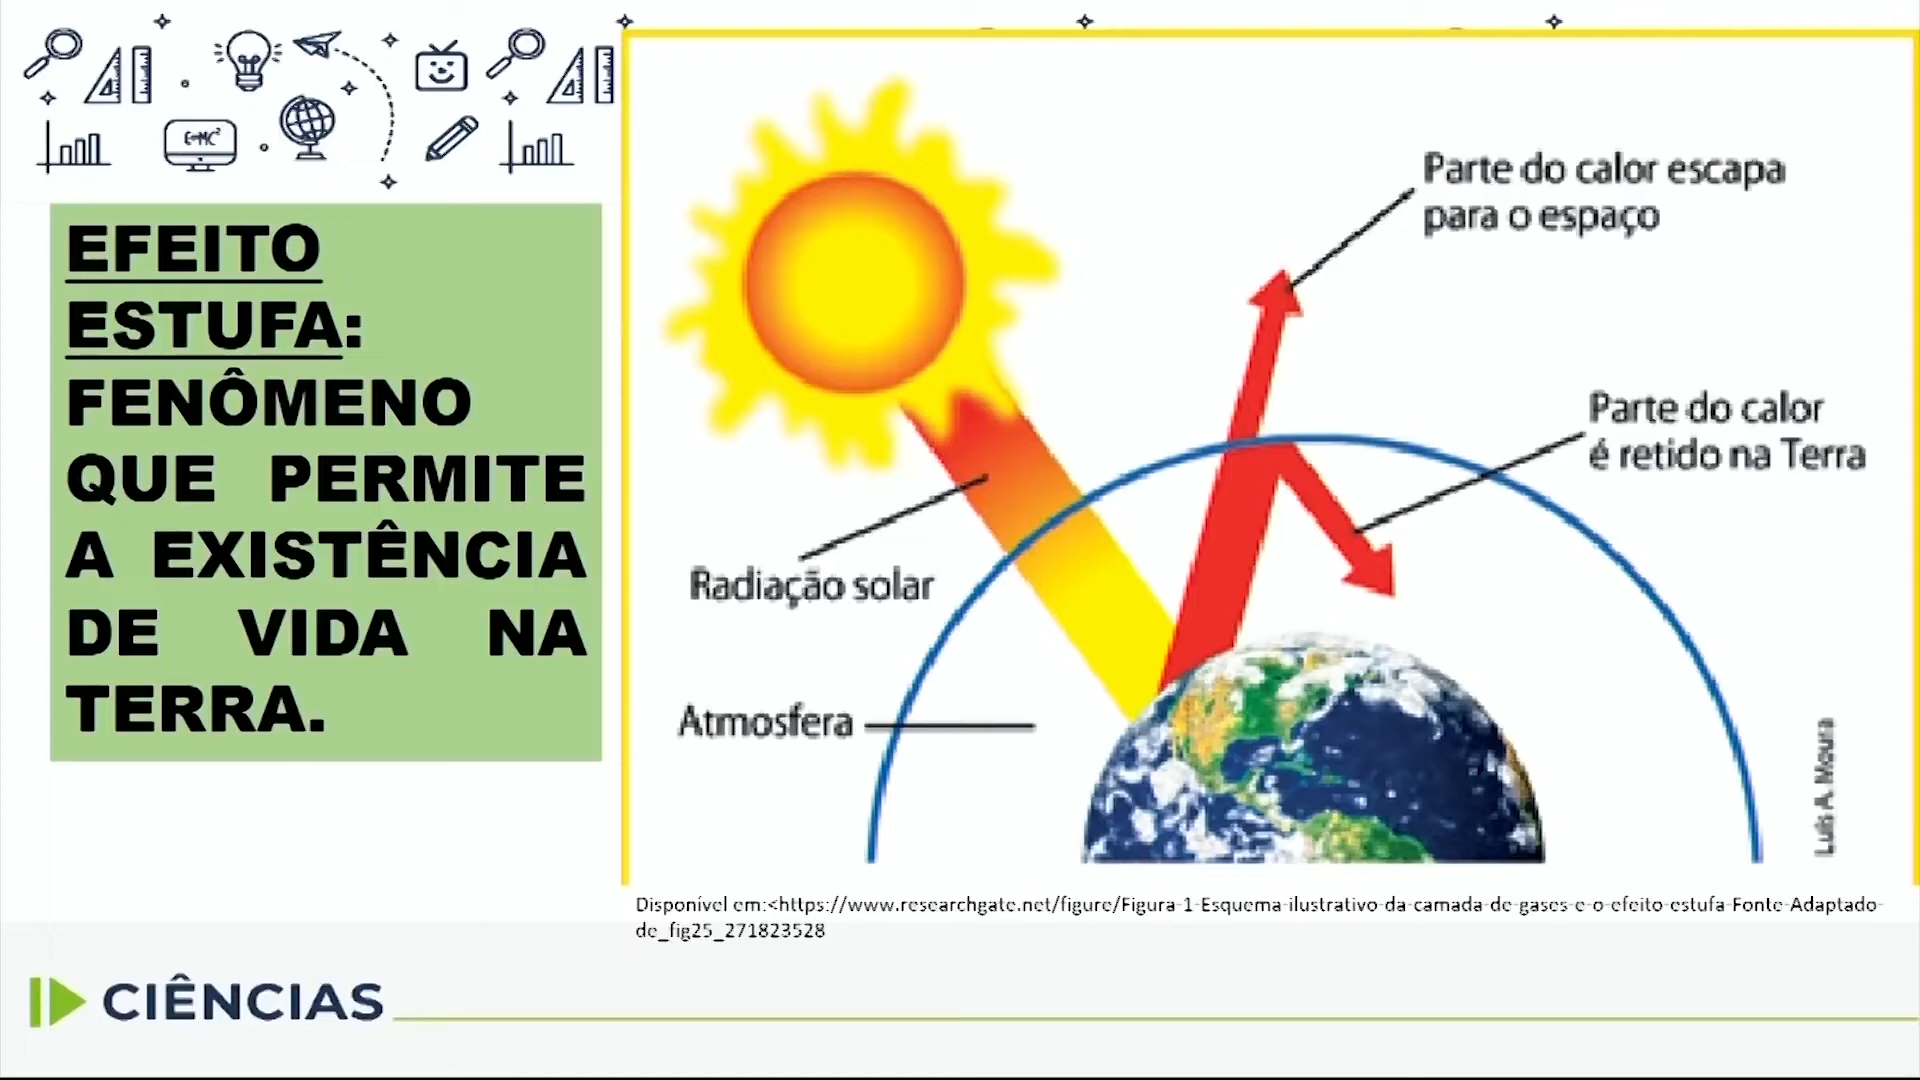 E=MC²
EFEITO
ESTUFA:
FENÔMENO
QUE PERMITE
A EXISTÊNCIA
DE VIDA NA
TERRA.
Parte do calor escapa
para o espaço
Parte do calor
é retido na Terra
Radiação solar
Atmosfera
Luís A. Moura
Disponível em:<https://www.researchgate.net/figure/Figura-1-Esquema-ilustrativo-da-camada-de-gases-e-o-efeito-estufa-Fonte-Adaptado-
de_fig25_271823528
CIÊNCIAS